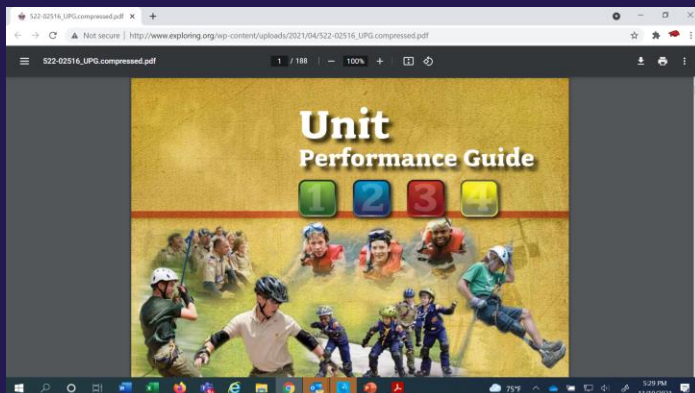 522-02516_UPG.compressed.pdf
Not secure | http://www.exploring.org/wp-content/uploads/2021/04/522-02516_UPG.compressed.pdf
522-02516_UPG.compressed.pdf
1 / 188
100%
Unit
Performance Guide
1 2 3 4
75°F
5:29 PM